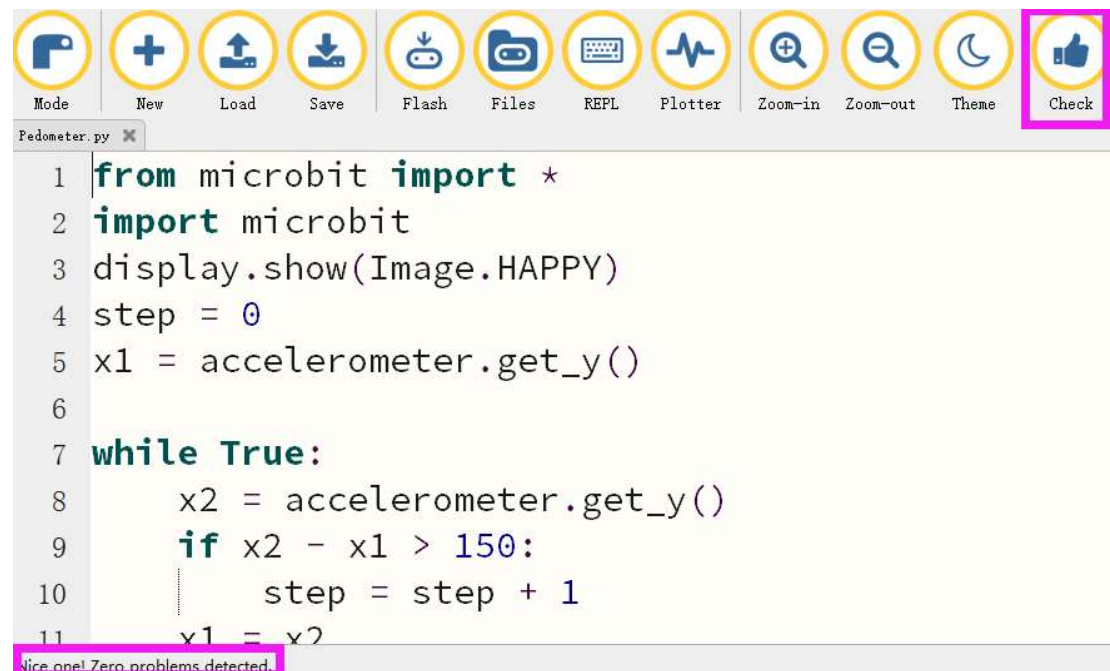 Mode New Load Save Flash Files REPL Plotter Zoom-in Zoom-out Theme Check
Pedometer.py
1 from microbit import *
2 import microbit
3 display.show(Image.HAPPY)
4 step = 0
5 x1 = accelerometer.get_y()
6
7 while True:
8 x2 = accelerometer.get_y()
9 if x2 - x1 > 150:
10 step = step + 1
11 x1 = x2
Nice one! Zero problems detected.